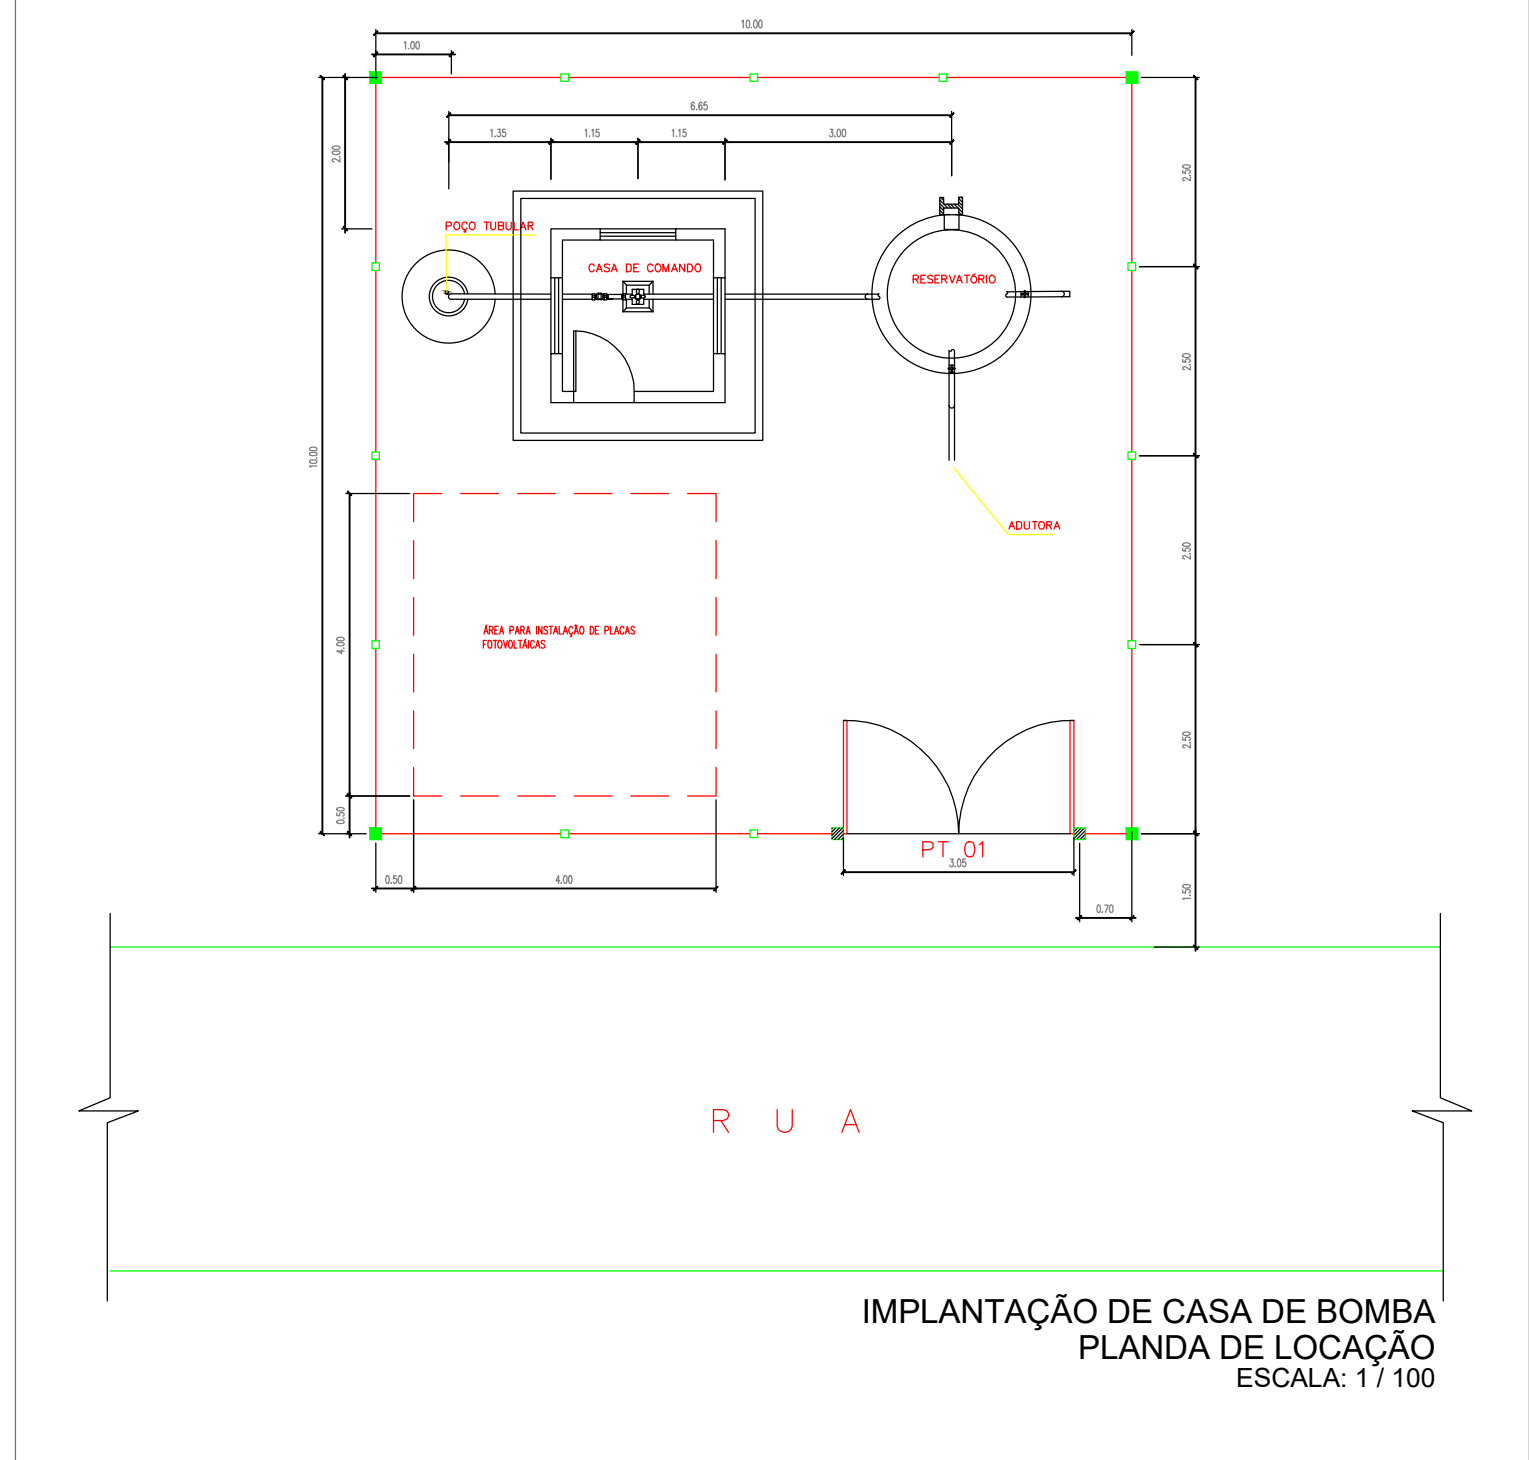 10.00
1.00
6.65
1.35
1.15
1.15
3.00
2.00
2.50
POÇO TUBULAR
CASA DE COMANDO
RESERVATÓRIO
2.50
10.00
ADUTORA
2.50
ÁREA PARA INSTALAÇÃO DE PLACAS
FOTOVOLTÁICAS
4.00
2.50
0.50
PT 01
3.05
0.50
4.00
1.50
0.70
R U A
IMPLANTAÇÃO DE CASA DE BOMBA
PLANDA DE LOCAÇÃO
ESCALA: 1 / 100